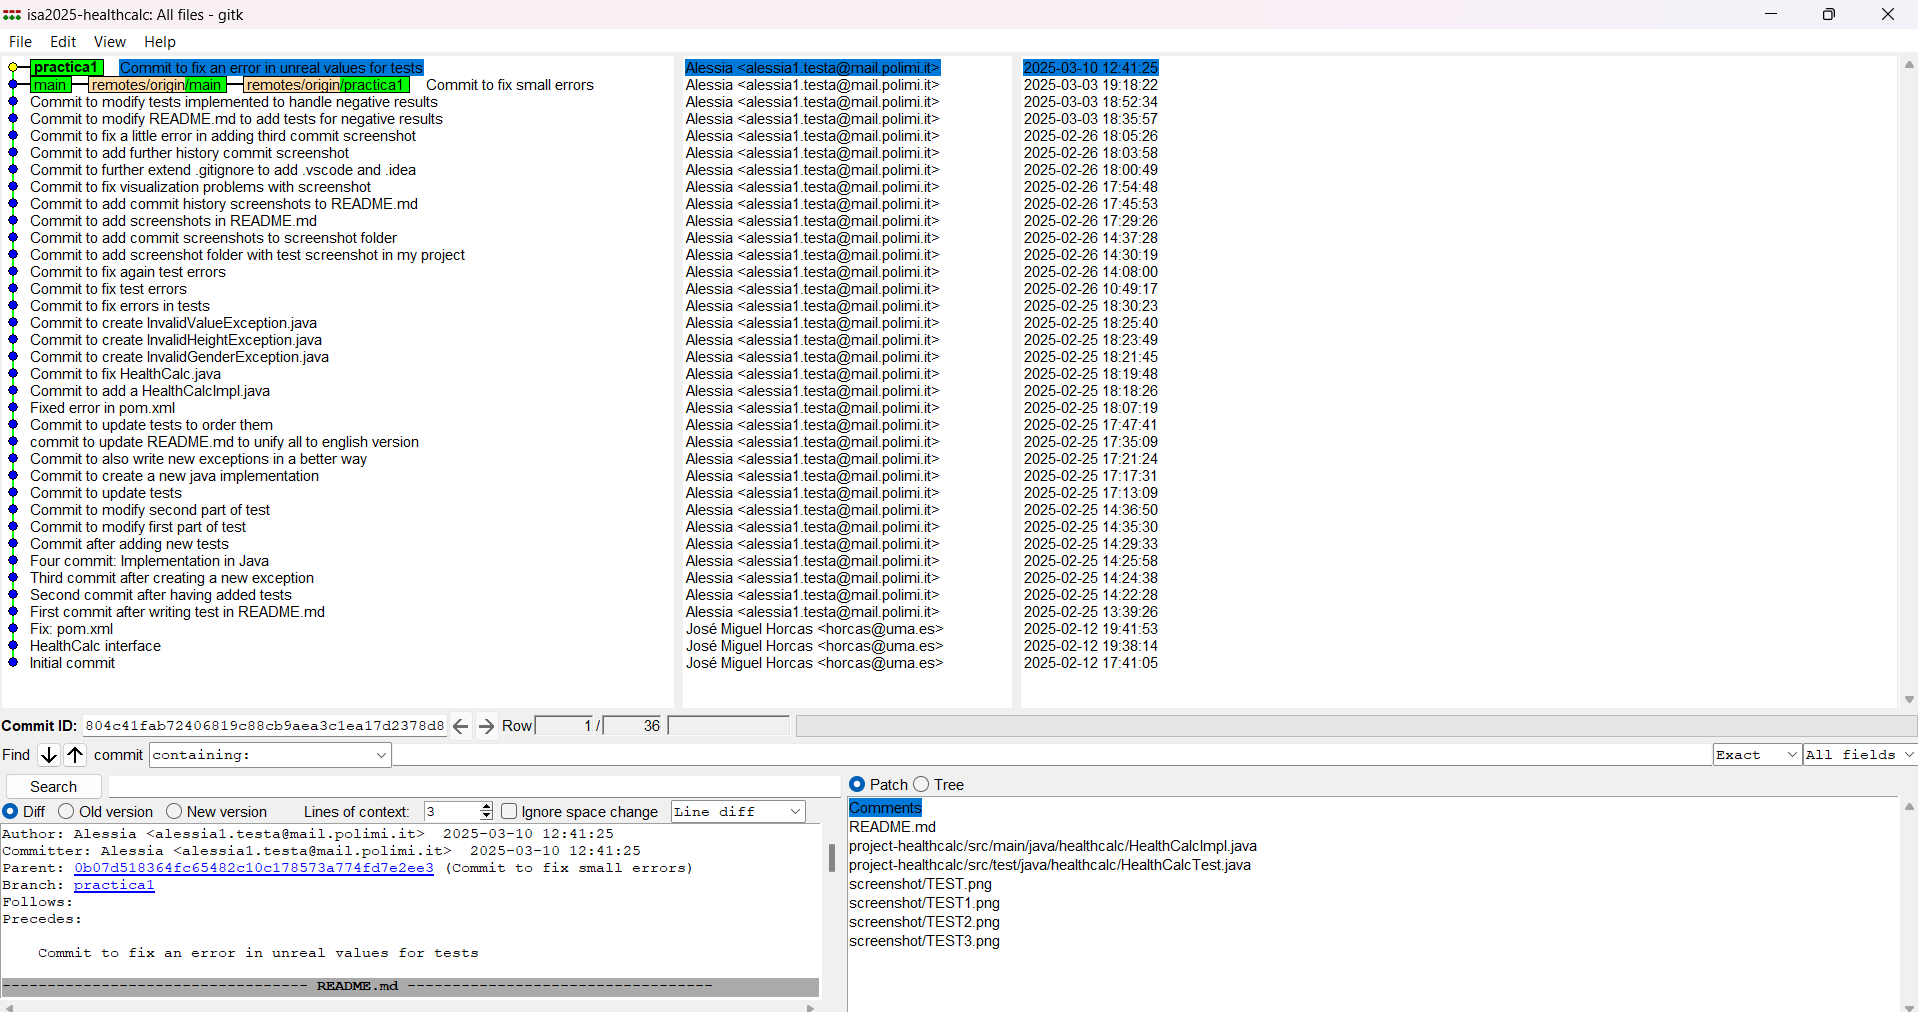 isa2025-healthcalc: All files - gitk
File Edit View Help
practica1 Commit to fix an error in unreal values for tests Alessia <alessia1.testa@mail.polimi.it> 2025-03-10 12:41:25
main remotes/origin/main remotes/origin/practica1 Commit to fix small errors Alessia <alessia1.testa@mail.polimi.it> 2025-03-03 19:18:22
Commit to modify tests implemented to handle negative results Alessia <alessia1.testa@mail.polimi.it> 2025-03-03 18:52:34
Commit to modify README.md to add tests for negative results Alessia <alessia1.testa@mail.polimi.it> 2025-03-03 18:35:57
Commit to fix a little error in adding third commit screenshot Alessia <alessia1.testa@mail.polimi.it> 2025-02-26 18:05:26
Commit to add further history commit screenshot Alessia <alessia1.testa@mail.polimi.it> 2025-02-26 18:03:58
Commit to further extend .gitignore to add .vscode and .idea Alessia <alessia1.testa@mail.polimi.it> 2025-02-26 18:00:49
Commit to fix visualization problems with screenshot Alessia <alessia1.testa@mail.polimi.it> 2025-02-26 17:54:48
Commit to add commit history screenshots to README.md Alessia <alessia1.testa@mail.polimi.it> 2025-02-26 17:45:53
Commit to add screenshots in README.md Alessia <alessia1.testa@mail.polimi.it> 2025-02-26 17:29:26
Commit to add commit screenshots to screenshot folder Alessia <alessia1.testa@mail.polimi.it> 2025-02-26 14:37:28
Commit to add screenshot folder with test screenshot in my project Alessia <alessia1.testa@mail.polimi.it> 2025-02-26 14:30:19
Commit to fix again test errors Alessia <alessia1.testa@mail.polimi.it> 2025-02-26 14:08:00
Commit to fix test errors Alessia <alessia1.testa@mail.polimi.it> 2025-02-26 10:49:17
Commit to fix errors in tests Alessia <alessia1.testa@mail.polimi.it> 2025-02-25 18:30:23
Commit to create InvalidValueException.java Alessia <alessia1.testa@mail.polimi.it> 2025-02-25 18:25:40
Commit to create InvalidHeightException.java Alessia <alessia1.testa@mail.polimi.it> 2025-02-25 18:23:49
Commit to create InvalidGenderException.java Alessia <alessia1.testa@mail.polimi.it> 2025-02-25 18:21:45
Commit to fix HealthCalc.java Alessia <alessia1.testa@mail.polimi.it> 2025-02-25 18:19:48
Commit to add a HealthCalcImpl.java Alessia <alessia1.testa@mail.polimi.it> 2025-02-25 18:18:26
Fixed error in pom.xml Alessia <alessia1.testa@mail.polimi.it> 2025-02-25 18:07:19
Commit to update tests to order them Alessia <alessia1.testa@mail.polimi.it> 2025-02-25 17:47:41
commit to update README.md to unify all to english version Alessia <alessia1.testa@mail.polimi.it> 2025-02-25 17:35:09
Commit to also write new exceptions in a better way Alessia <alessia1.testa@mail.polimi.it> 2025-02-25 17:21:24
Commit to create a new java implementation Alessia <alessia1.testa@mail.polimi.it> 2025-02-25 17:17:31
Commit to update tests Alessia <alessia1.testa@mail.polimi.it> 2025-02-25 17:13:09
Commit to modify second part of test Alessia <alessia1.testa@mail.polimi.it> 2025-02-25 14:36:50
Commit to modify first part of test Alessia <alessia1.testa@mail.polimi.it> 2025-02-25 14:35:30
Commit after adding new tests Alessia <alessia1.testa@mail.polimi.it> 2025-02-25 14:29:33
Four commit: Implementation in Java Alessia <alessia1.testa@mail.polimi.it> 2025-02-25 14:25:58
Third commit after creating a new exception Alessia <alessia1.testa@mail.polimi.it> 2025-02-25 14:24:38
Second commit after having added tests Alessia <alessia1.testa@mail.polimi.it> 2025-02-25 14:22:28
First commit after writing test in README.md Alessia <alessia1.testa@mail.polimi.it> 2025-02-25 13:39:26
Fix: pom.xml José Miguel Horcas <horcas@uma.es> 2025-02-12 19:41:53
HealthCalc interface José Miguel Horcas <horcas@uma.es> 2025-02-12 19:38:14
Initial commit José Miguel Horcas <horcas@uma.es> 2025-02-12 17:41:05
Commit ID: 804c41fab72406819c88cb9aea3c1ea17d2378d8 Row 1 / 36
Find commit containing: Exact All fields
Search
Diff Old version New version Lines of context: 3 Ignore space change Line diff
Author: Alessia <alessia1.testa@mail.polimi.it> 2025-03-10 12:41:25
Committer: Alessia <alessia1.testa@mail.polimi.it> 2025-03-10 12:41:25
Parent: 0b07d518364fc65482c10c178573a774fd7e2ee3 (Commit to fix small errors)
Branch: practica1
Follows:
Precedes:
Commit to fix an error in unreal values for tests
---------------------------------- README.md ----------------------------------
Patch Tree
Comments
README.md
project-healthcalc/src/main/java/healthcalc/HealthCalcImpl.java
project-healthcalc/src/test/java/healthcalc/HealthCalcTest.java
screenshot/TEST.png
screenshot/TEST1.png
screenshot/TEST2.png
screenshot/TEST3.png